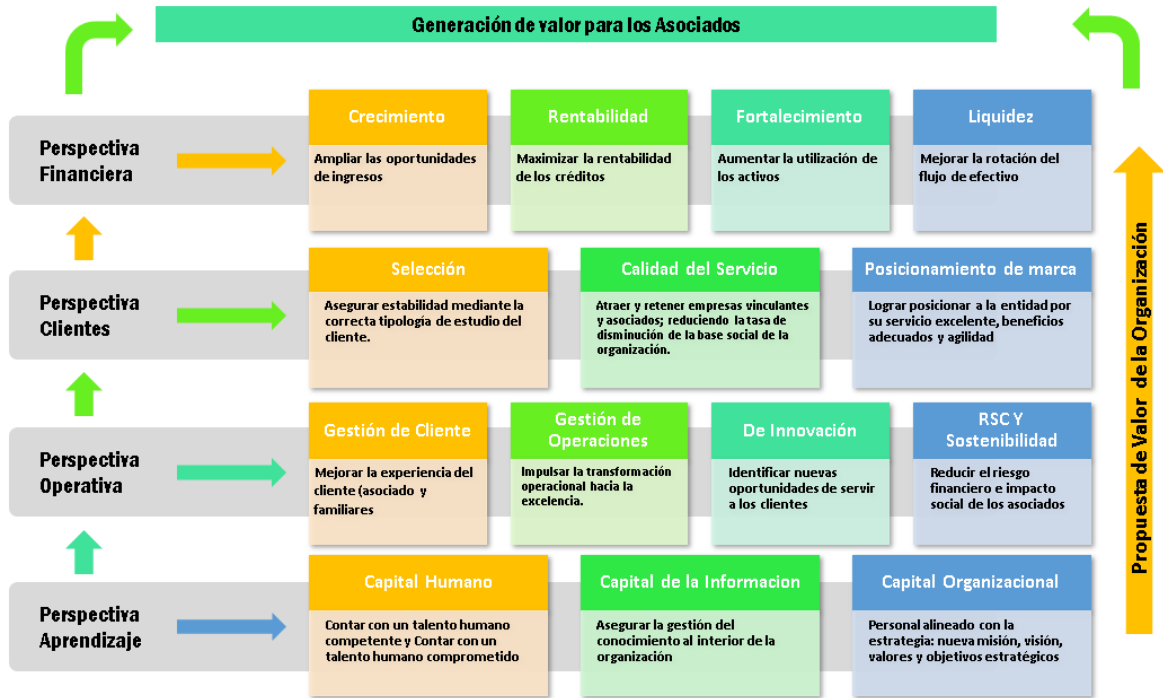 Generación de valor para los Asociados
Perspectiva
Financiera
Crecimiento
Ampliar las oportunidades
de ingresos
Rentabilidad
Maximizar la rentabilidad
de los créditos
Fortalecimiento
Aumentar la utilización de
los activos
Liquidez
Mejorar la rotación del
flujo de efectivo
Perspectiva
Clientes
Selección
Asegurar estabilidad mediante la
correcta tipología de estudio del
cliente.
Calidad del Servicio
Atraer y retener empresas vinculantes
y asociados; reduciendo la tasa de
disminución de la base social de la
organización.
Posicionamiento de marca
Lograr posicionar a la entidad por
su servicio excelente, beneficios
adecuados y agilidad
Perspectiva
Operativa
Gestión de Cliente
Mejorar la experiencia del
cliente (asociado y
familiares
Gestión de
Operaciones
Impulsar la transformación
operacional hacia la
excelencia.
De Innovación
Identificar nuevas
oportunidades de servir
a los clientes
RSC Y
Sostenibilidad
Reducir el riesgo
financiero e impacto
social de los asociados
Perspectiva
Aprendizaje
Capital Humano
Contar con un talento humano
competente y Contar con un
talento humano comprometido
Capital de la Informacion
Asegurar la gestión del
conocimiento al interior de la
organización
Capital Organizacional
Personal alineado con la
estrategia: nueva misión, visión,
valores y objetivos estratégicos
Propuesta de Valor de la Organización